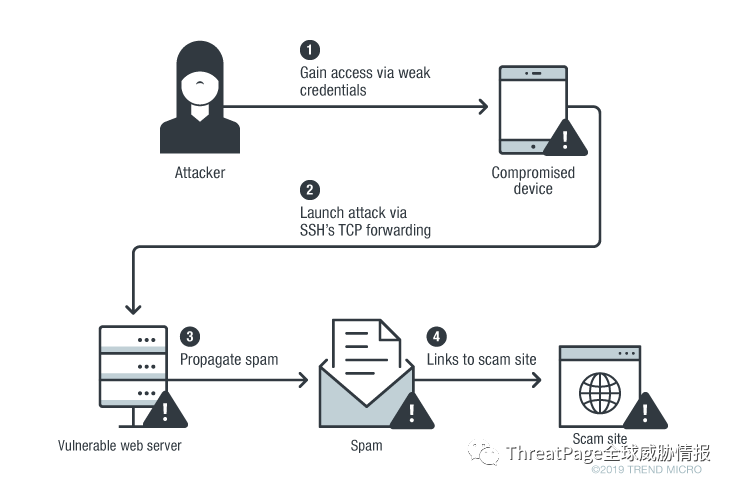 1
Gain access via weak
credentials
Attacker
Compromised
device
2
Launch attack via
SSH's TCP forwarding
3
Propagate spam
4
Links to scam site
Vulnerable web server
Spam
Scam site
ThreatPage全球威胁情报
©2019 TREND MICRO